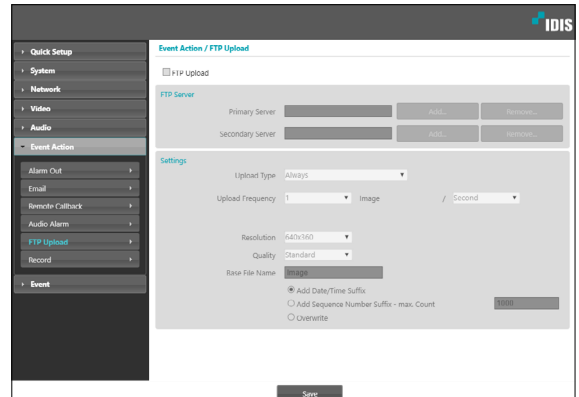 IDIS
Quick Setup
System
Network
Video
Audio
Event Action
Alarm Out
Email
Remote Callback
Audio Alarm
FTP Upload
Record
Event
Event Action / FTP Upload
FTP Upload
FTP Server
Primary Server Add... Remove...
Secondary Server Add... Remove...
Settings
Upload Type Always
Upload Frequency 1 Image / Second
Resolution 640x360
Quality Standard
Base File Name Image
Add Date/Time Suffix
Add Sequence Number Suffix - max. Count 1000
Overwrite
Save